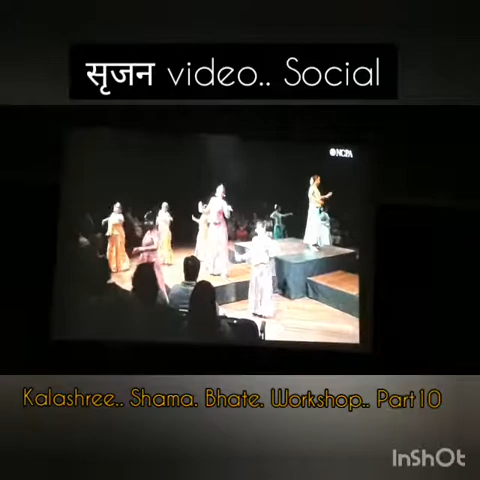 सृजन video.. Social
NCPA
Kalashree.. Shama. Bhate. Workshop.. Part 10
InShOt